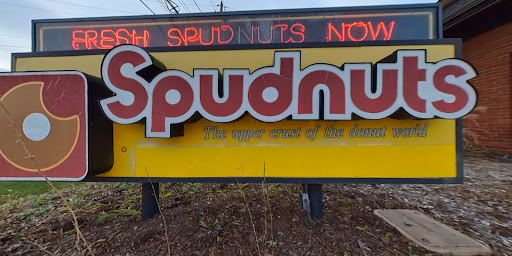 FRESH SPUDNUTS NOW
Spudnuts
The upper crust of the donut world